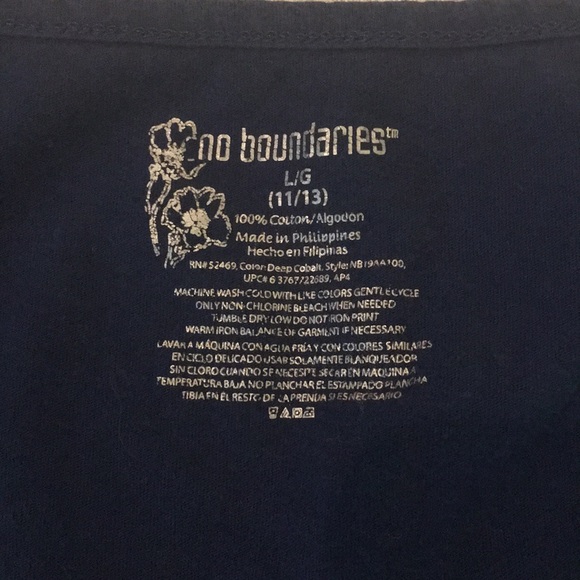 no boundaries™
L/G
(11/13)
100% Cotton/Algodon
Made in Philippines
Hecho en Filipinas
RN# 52469, Color: Deep Cobalt, Style: NB19AA100,
UPC# 6 3767/22689, 4P4
MACHINE WASH COLD WITH LIKE COLORS GENTLE CYCLE
ONLY NON-CHLORINE BLEACH WHEN NEEDED
TUMBLE DRY LOW DO NOT IRON PRINT
WARM IRON BALANCE OF GARMENT IF NECESSARY
LAVAR A MÁQUINA CON AGUA FRÍA Y CON COLORES SIMILARES
EN CICLO DELICADO USAR SOLAMENTE BLANQUEADOR
SIN CLORO CUANDO SE NECESITE SECAR EN MAQUINA A
TEMPERATURA BAJA NO PLANCHAR EL ESTAMPADO PLANCHA
TIBIA EN EL RESTO DE LA PRENDA SI ES NECESARIO